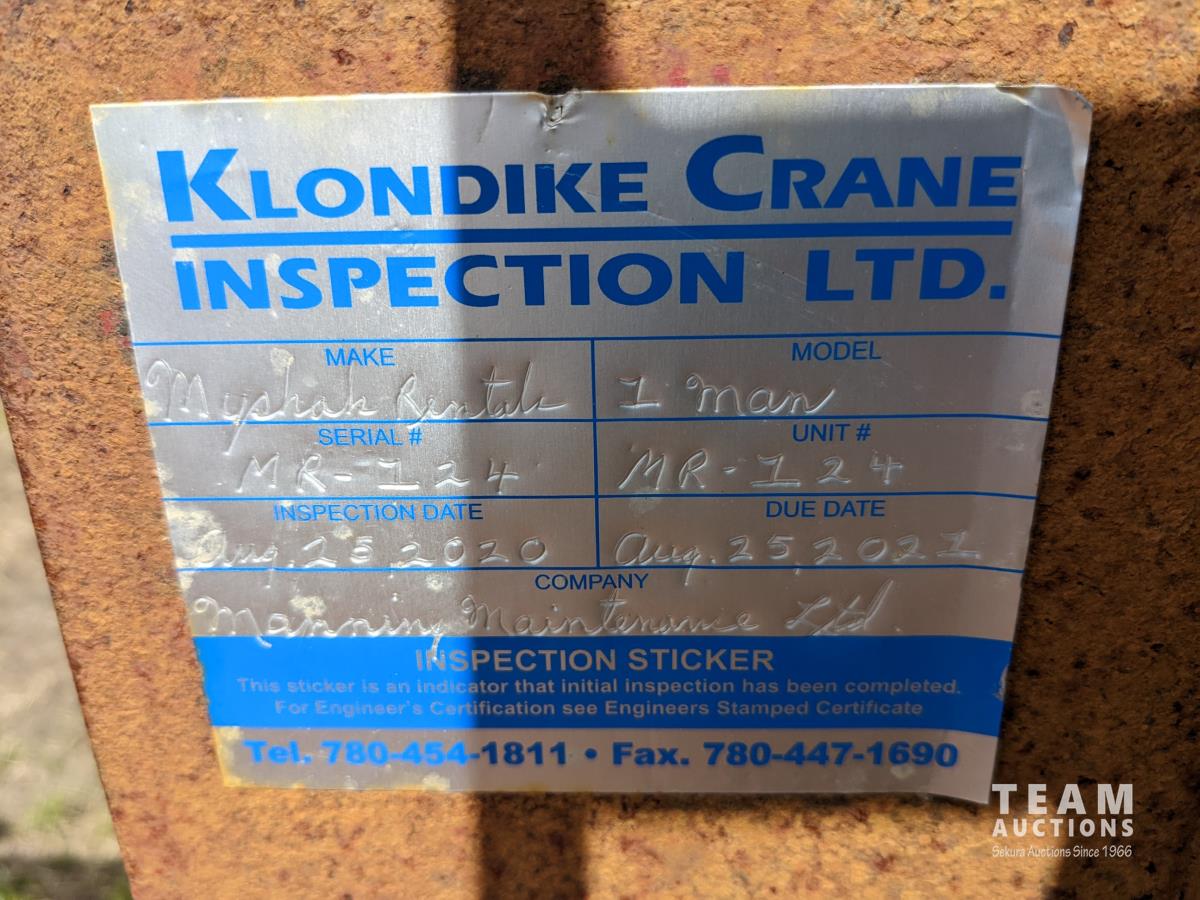 KLONDIKE CRANE
INSPECTION LTD.
MAKE MODEL
Myshak Rentals 1 Man
SERIAL # UNIT #
MR-124 MR-124
INSPECTION DATE DUE DATE
Aug. 25, 2020 Aug. 25, 2021
COMPANY
Manning Maintenance Ltd.
INSPECTION STICKER
This sticker is an indicator that initial inspection has been completed.
For Engineer's Certification see Engineers Stamped Certificate
Tel. 780-454-1811 • Fax. 780-447-1690
TEAM
AUCTIONS
Sekura Auctions Since 1966